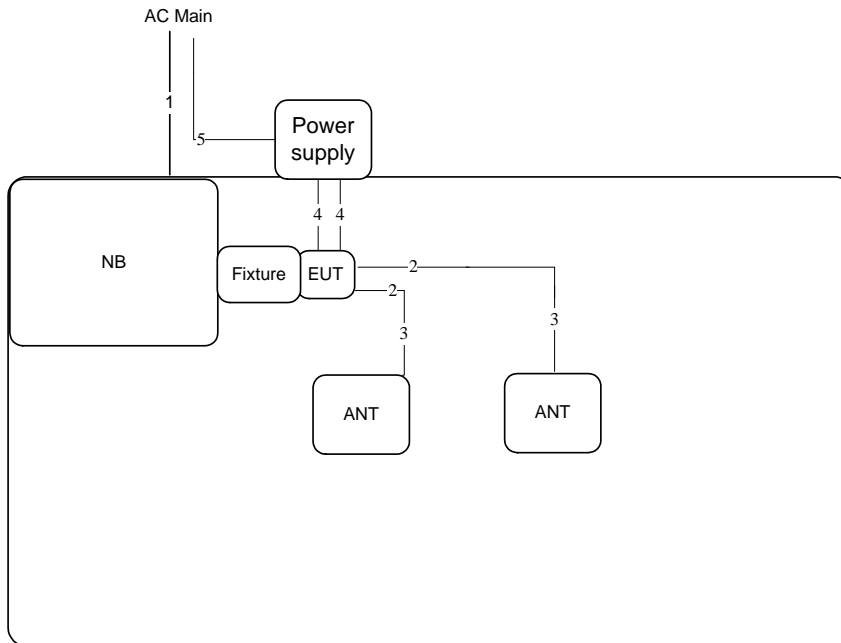 AC Main
1
5
Power
supply
4 4
NB
Fixture
EUT
2
2
3
3
ANT
ANT